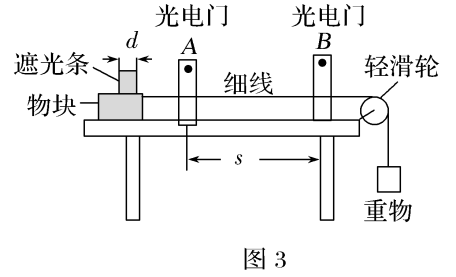 光电门 光电门
d A B
遮光条 轻滑轮
物块 细线
s
重物
图 3